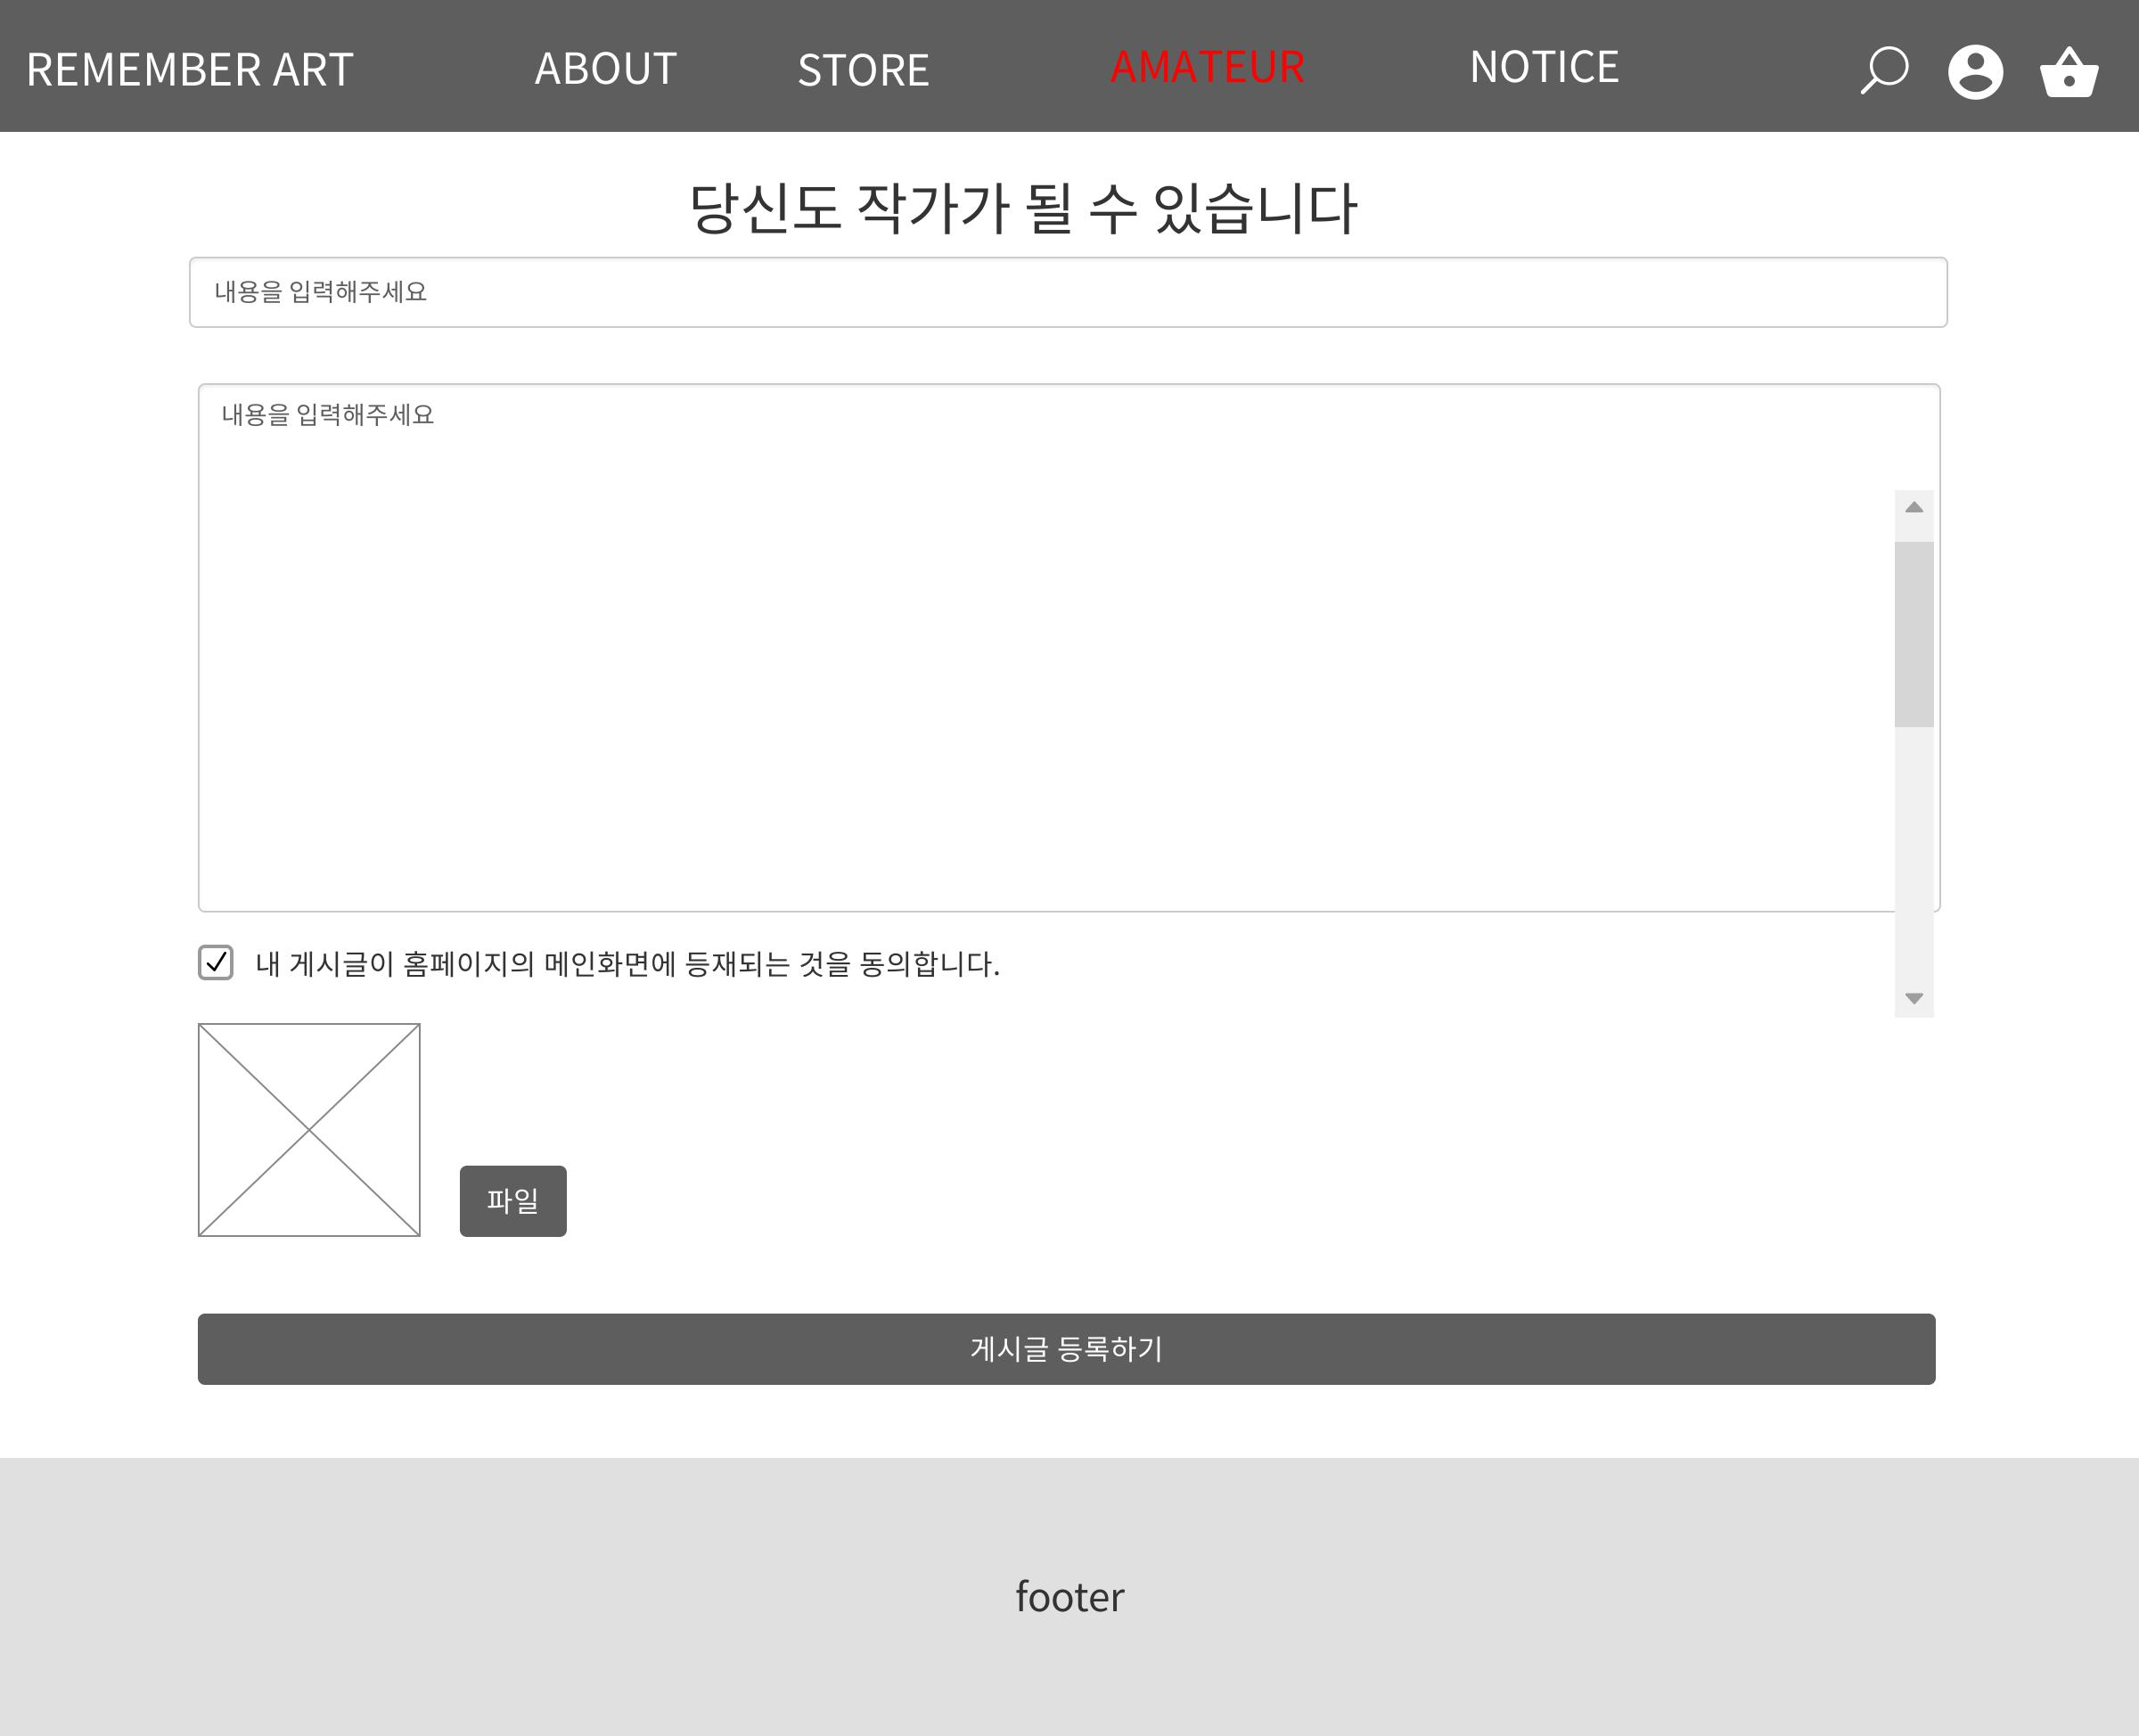 REMEMBER ART ABOUT STORE AMATEUR NOTICE
당신도 작가가 될 수 있습니다
내용을 입력해주세요
내용을 입력해주세요
내 게시글이 홈페이지의 메인화면에 등재되는 것을 동의합니다.
파일
게시글 등록하기
footer